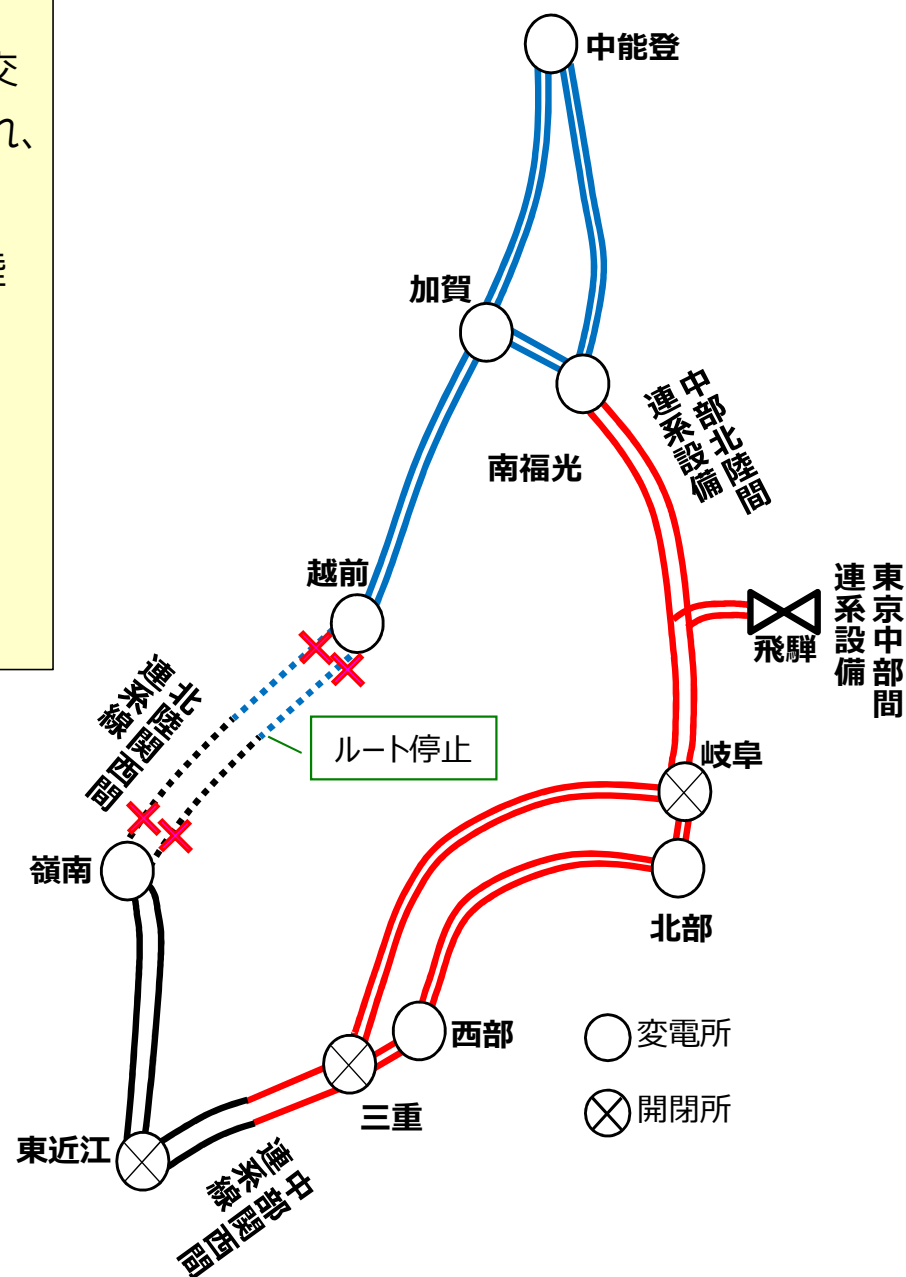 交
れ、
陸
中能登
加賀
南福光
中部北陸間
連系設備
越前
東京中部間
連系設備
飛騨
北陸関西間
連系線
ルート停止
岐阜
嶺南
北部
西部
変電所
三重
開閉所
東近江
中部関西間
連系線